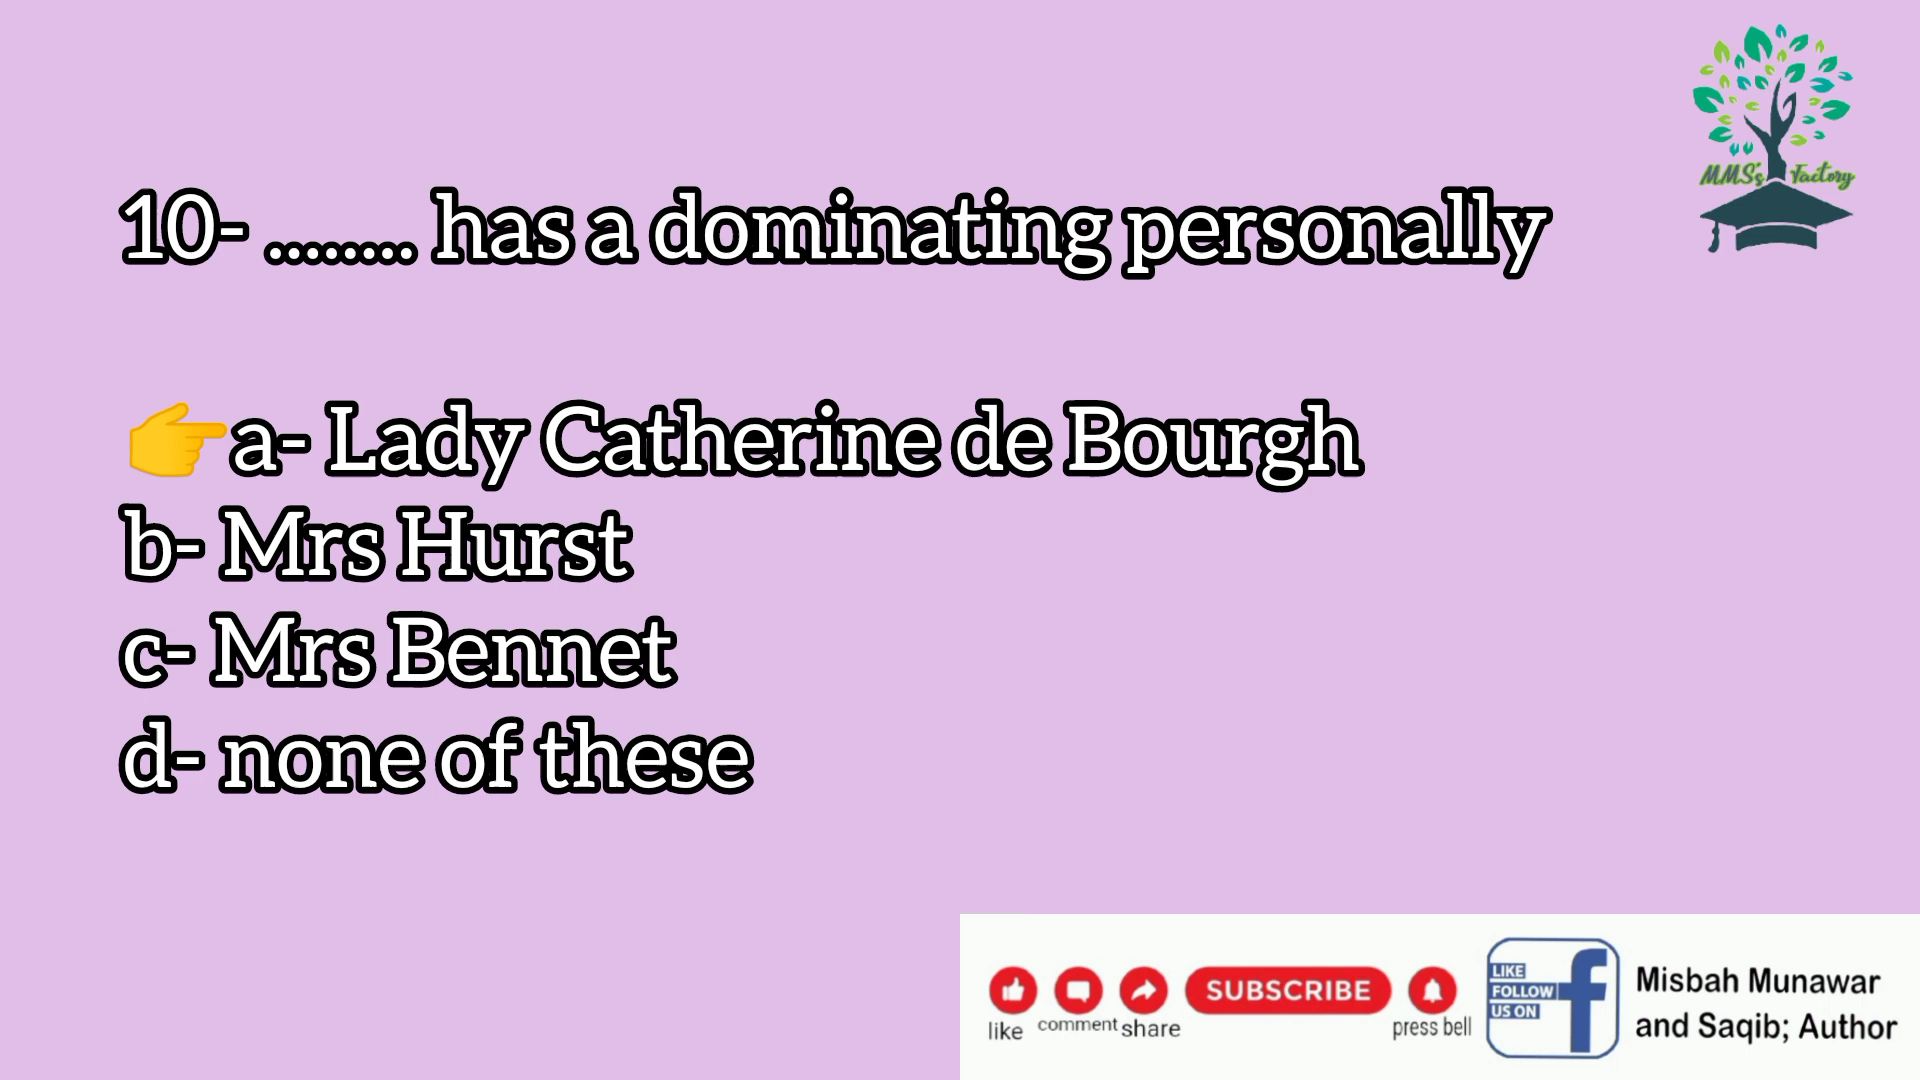 MMS's Factory
10- ........ has a dominating personally
👉a- Lady Catherine de Bourgh
b- Mrs Hurst
c- Mrs Bennet
d- none of these
like comment share SUBSCRIBE press bell
LIKE
FOLLOW
US ON
f
Misbah Munawar
and Saqib; Author